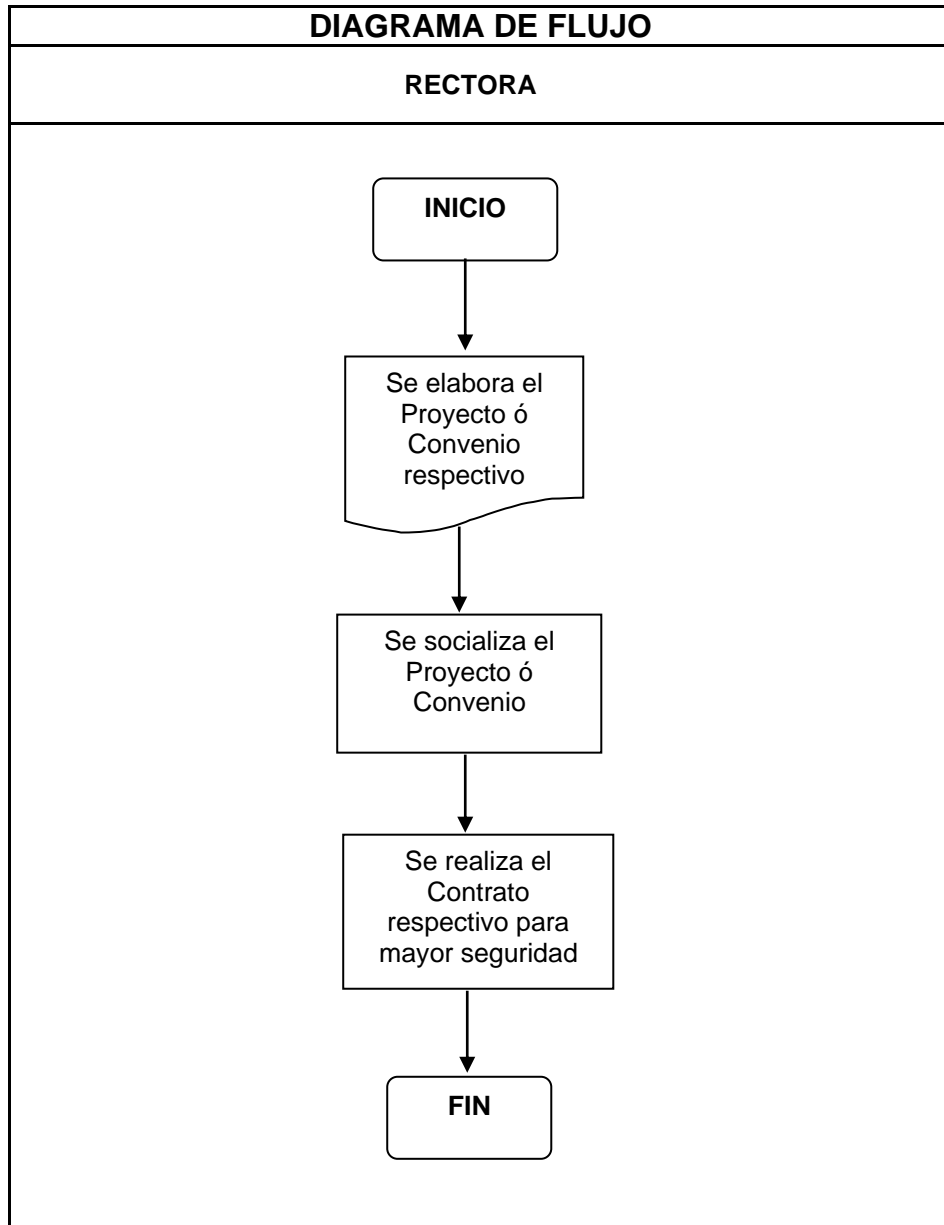 DIAGRAMA DE FLUJO
RECTORA
INICIO
Se elabora el
Proyecto ó
Convenio
respectivo
Se socializa el
Proyecto ó
Convenio
Se realiza el
Contrato
respectivo para
mayor seguridad
FIN